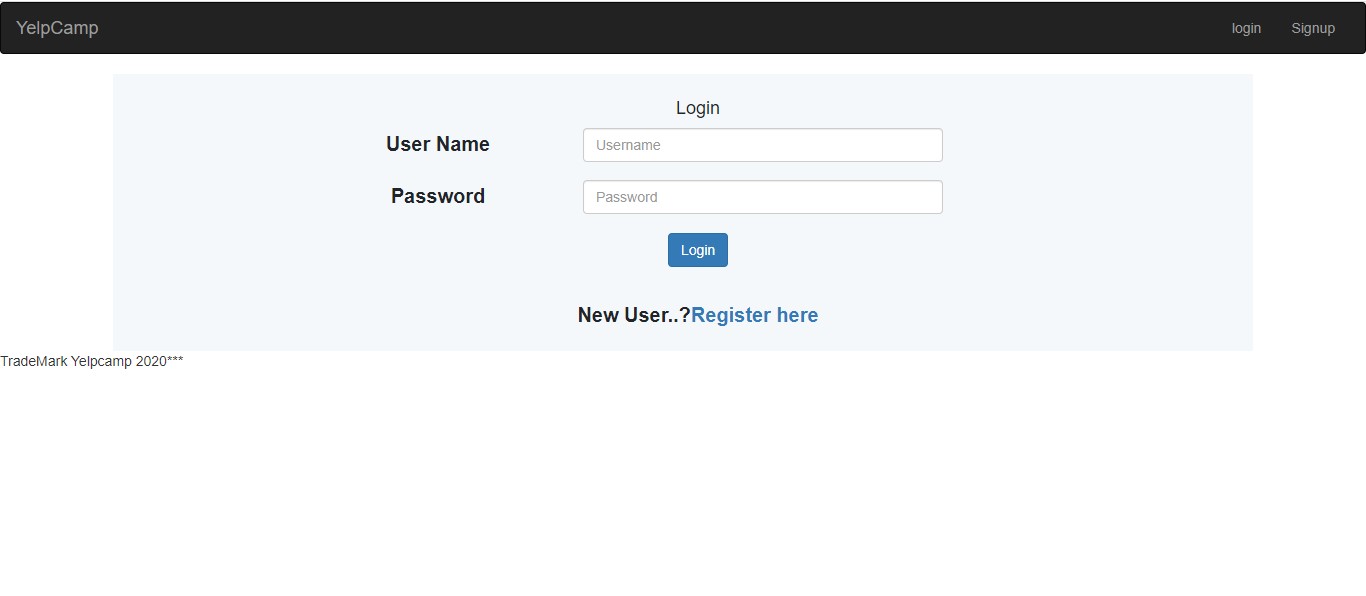 YelpCamp login Signup
Login
User Name Username
Password Password
Login
New User..?Register here
TradeMark Yelpcamp 2020***